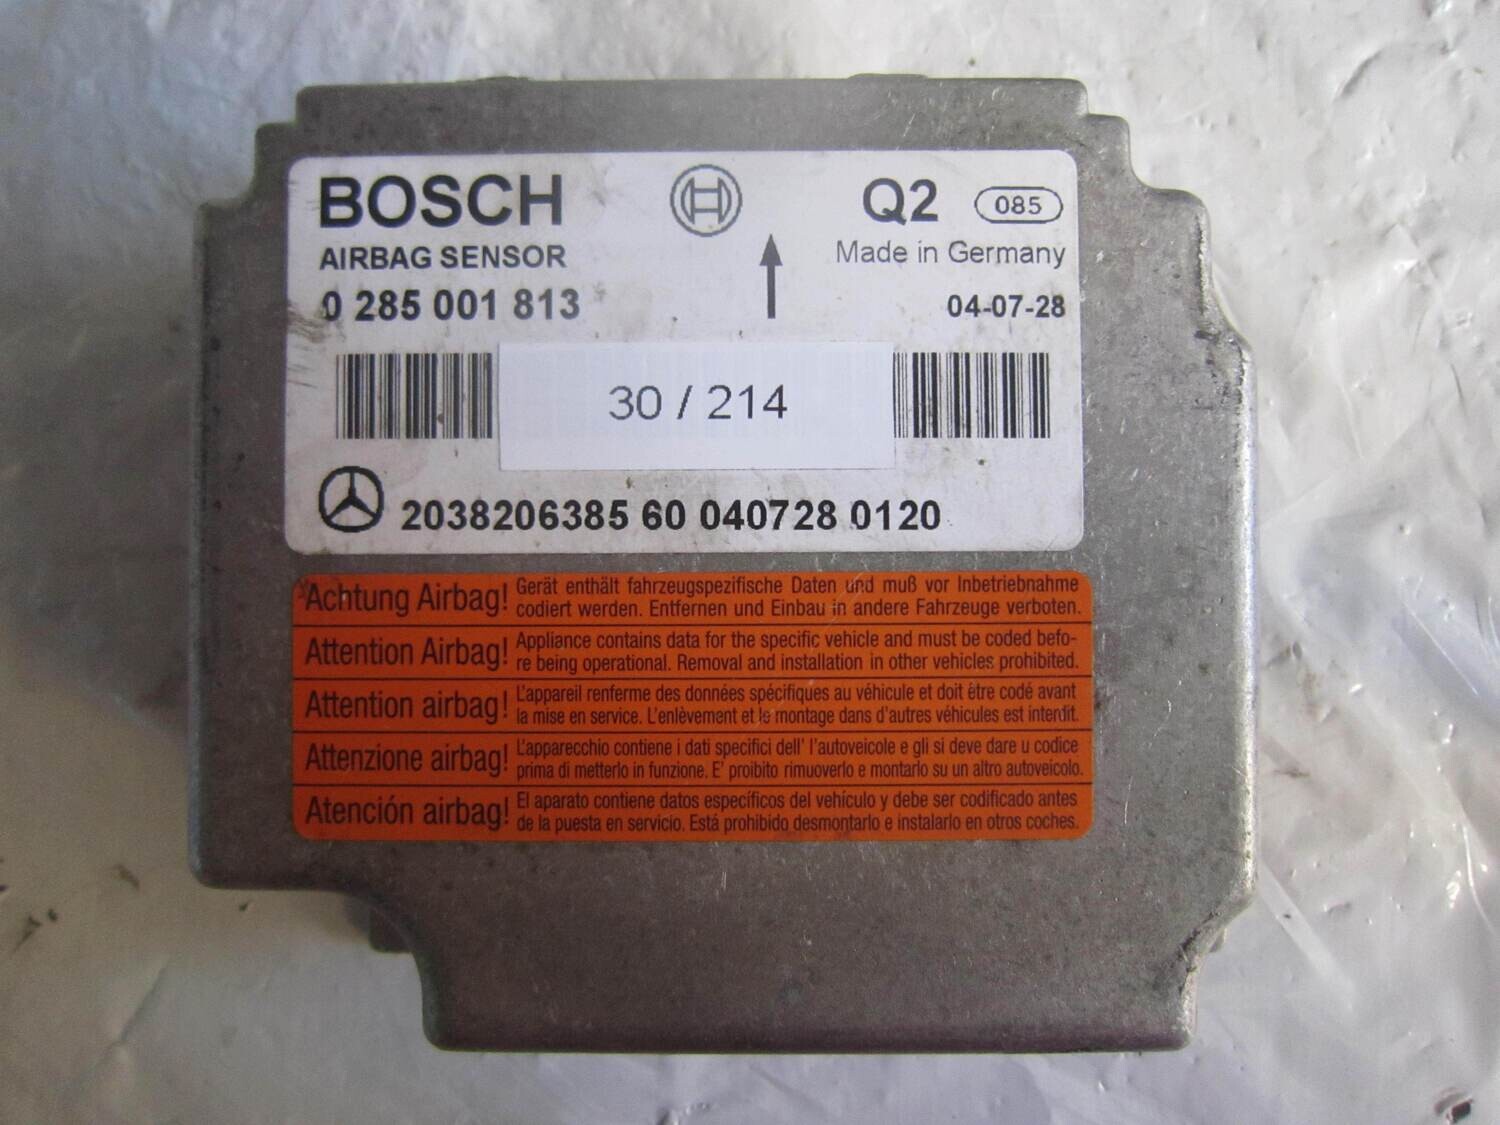 BOSCH Q2 085
AIRBAG SENSOR Made in Germany
0 285 001 813 04-07-28
30 / 214
2038206385 60 040728 0120
Achtung Airbag! Gerät enthält fahrzeugspezifische Daten und muß vor Inbetriebnahme
codiert werden. Entfernen und Einbau in andere Fahrzeuge verboten.
Attention Airbag! Appliance contains data for the specific vehicle and must be coded befo-
re being operational. Removal and installation in other vehicles prohibited.
Attention airbag! L'appareil renferme des données spécifiques au véhicule et doit être codé avant
la mise en service. L'enlèvement et le montage dans d'autres véhicules est interdit.
Attenzione airbag! L'apparecchio contiene i dati specifici dell' l'autoveicole e gli si deve dare u codice
prima di metterlo in funzione. E' proibito rimuoverlo e montarlo su un altro autoveicolo.
Atención airbag! El aparato contiene datos específicos del vehículo y debe ser codificado antes
de la puesta en servicio. Está prohibido desmontarlo e instalarlo en otros coches.